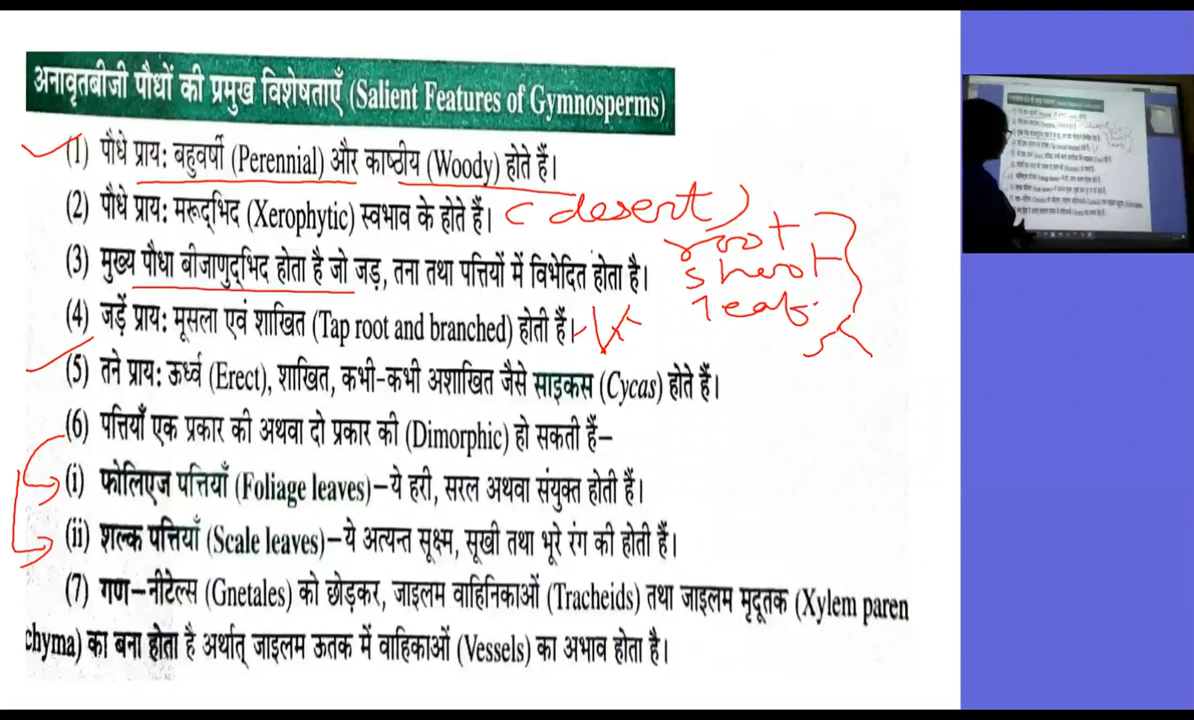 अनावृतबीजी पौधों की प्रमुख विशेषताएँ (Salient Features of Gymnosperms)
(1) पौधे प्राय: बहुवर्षी (Perennial) और काष्ठीय (Woody) होते हैं।
(2) पौधे प्राय: मरूद्भिद (Xerophytic) स्वभाव के होते हैं। (desert)
root
(3) मुख्य पौधा बीजाणुद्भिद होता है जो जड़, तना तथा पत्तियों में विभेदित होता है।
shoot
leaf
(4) जड़ें प्राय: मूसला एवं शाखित (Tap root and branched) होती हैं।
(5) तने प्राय: ऊर्ध्व (Erect), शाखित, कभी-कभी अशाखित जैसे साइकस (Cycas) होते हैं।
(6) पत्तियाँ एक प्रकार की अथवा दो प्रकार की (Dimorphic) हो सकती हैं–
(i) फोलिएज पत्तियाँ (Foliage leaves)–ये हरी, सरल अथवा संयुक्त होती हैं।
(ii) शल्क पत्तियाँ (Scale leaves)–ये अत्यन्त सूक्ष्म, सूखी तथा भूरे रंग की होती हैं।
(7) गण–नीटेल्स (Gnetales) को छोड़कर, जाइलम वाहिनिकाओं (Tracheids) तथा जाइलम मृदूतक (Xylem paren
chyma) का बना होता है अर्थात् जाइलम ऊतक में वाहिकाओं (Vessels) का अभाव होता है।